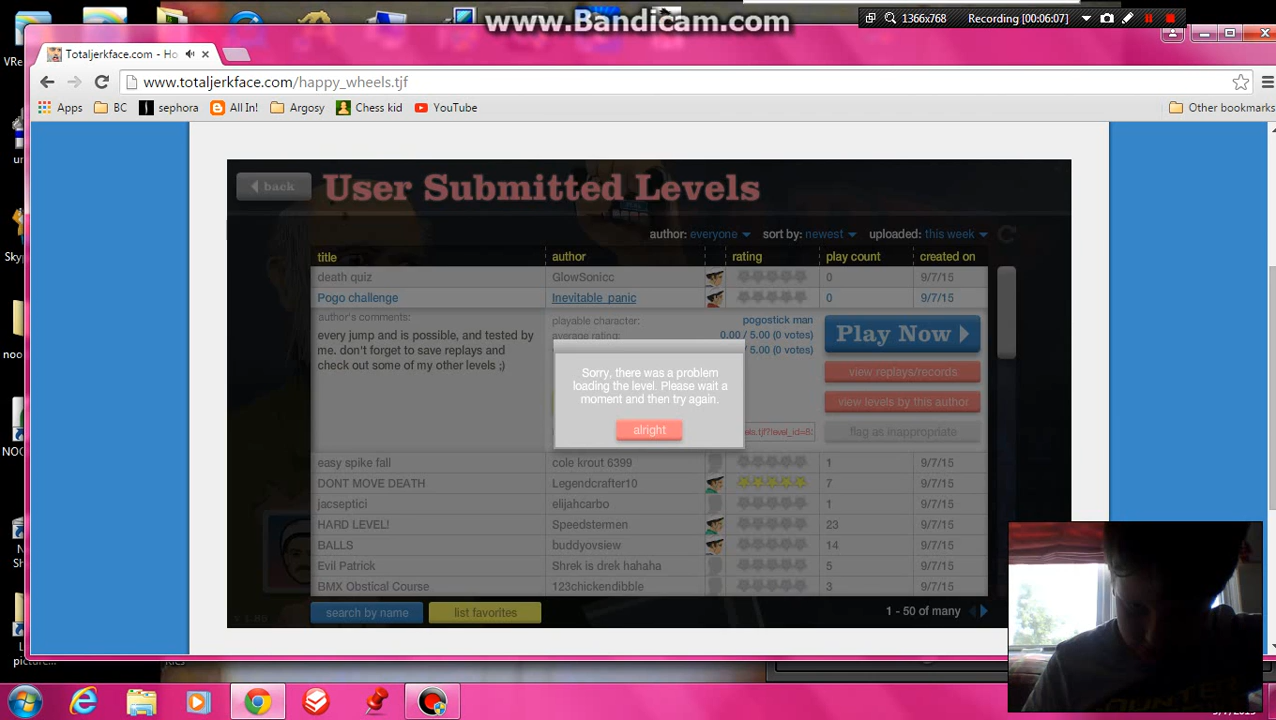 www.Bandicam.com
1366x768 Recording [00:06:07]
Totaljerkface.com - Ho
www.totaljerkface.com/happy_wheels.tjf
Apps BC sephora All In! Argosy Chess kid YouTube Other bookmarks
back User Submitted Levels
author: everyone sort by: newest uploaded: this week
title author rating play count created on
death quiz GlowSonicc 0 9/7/15
Pogo challenge Inevitable panic 0 9/7/15
author's comments: playable character: pogostick man
every jump and is possible, and tested by average rating: 0.00 / 5.00 (0 votes) Play Now
me. don't forget to save replays and / 5.00 (0 votes)
check out some of my other levels ;)
view replays/records
view levels by this author
flag as inappropriate
Sorry, there was a problem
loading the level. Please wait a
moment and then try again.
alright
easy spike fall cole krout 6399 1 9/7/15
DONT MOVE DEATH Legendcrafter10 7 9/7/15
jacseptici elijahcarbo 1 9/7/15
HARD LEVEL! Speedstermen 23 9/7/15
BALLS buddyovsiew 14 9/7/15
Evil Patrick Shrek is drek hahaha 5 9/7/15
BMX Obstical Course 123chickendibble 3 9/7/15
search by name list favorites 1 - 50 of many